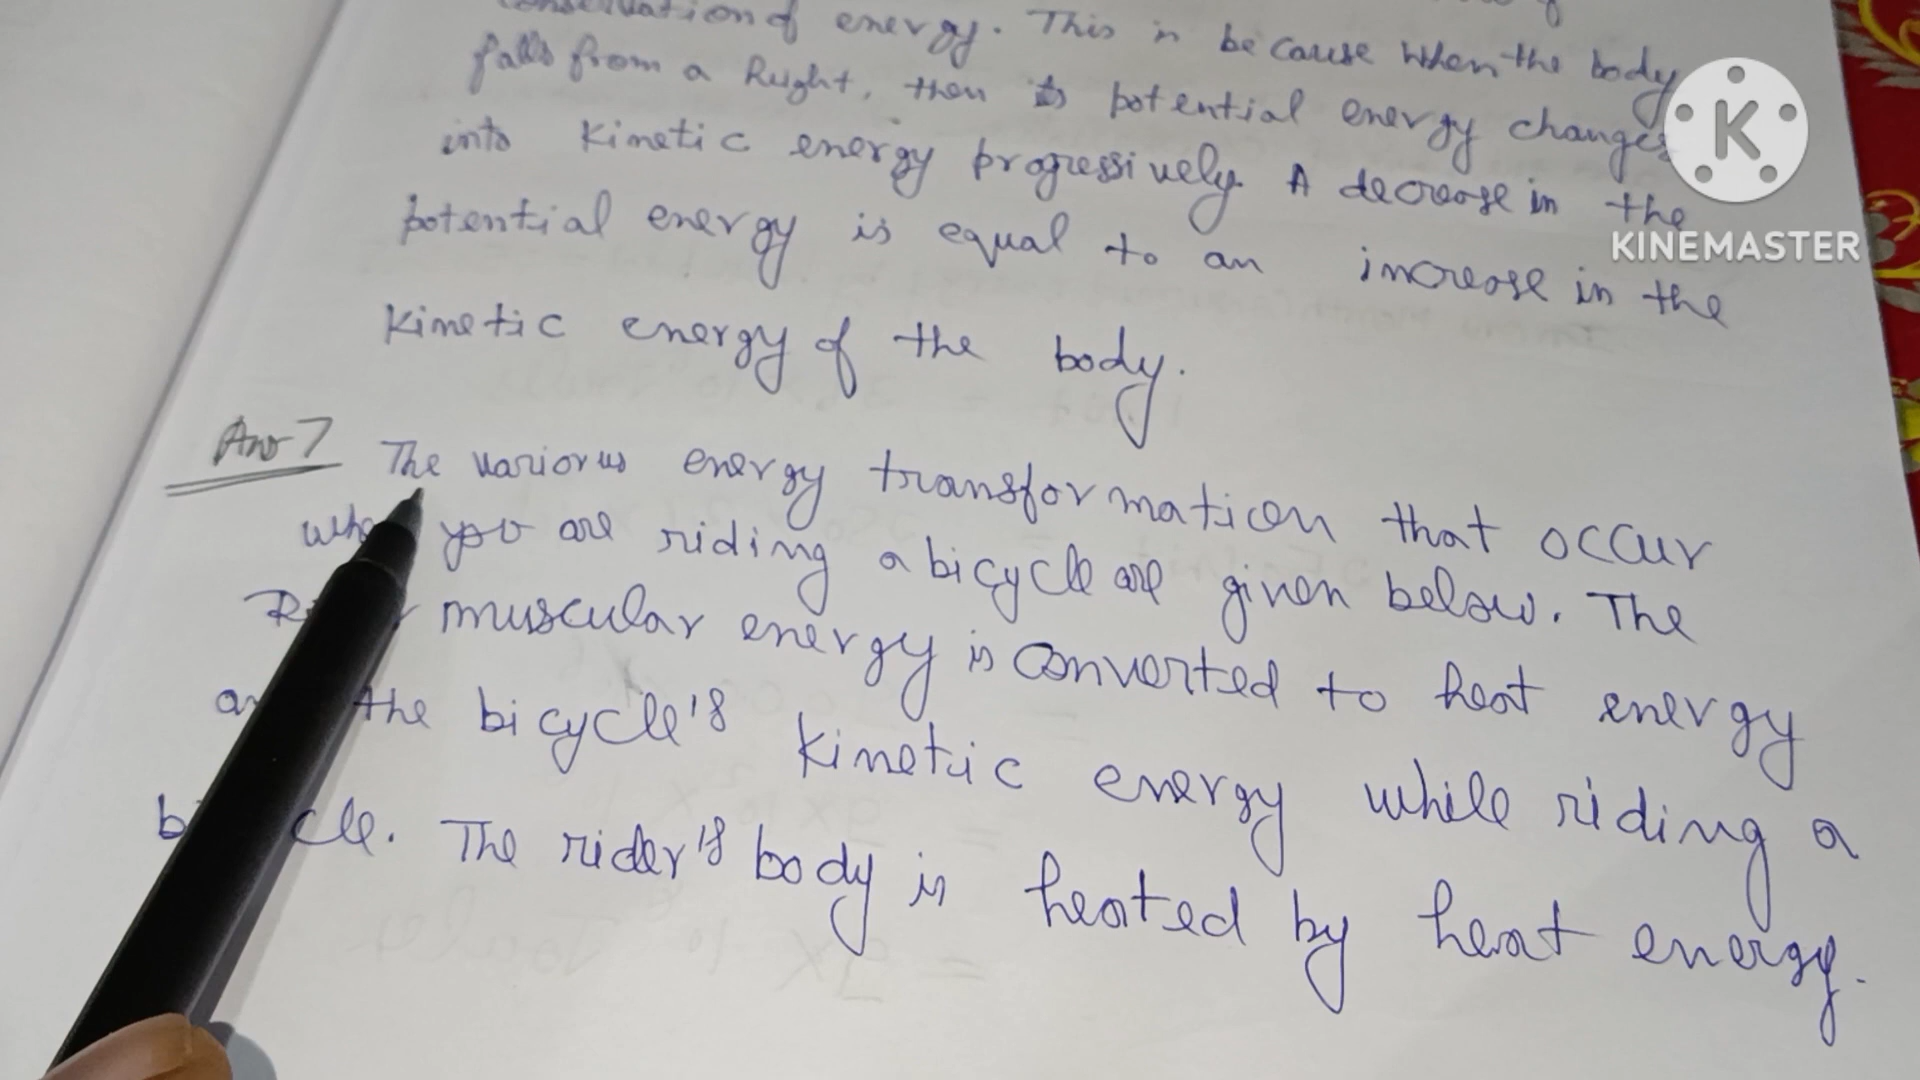 conservation of energy. This is because when the body
falls from a height, then its potential energy changes
into kinetic energy progressively. A decrease in the
potential energy is equal to an increase in the
kinetic energy of the body.
Ans 7 The various energy transformation that occur
you are riding a bicycle are given below. The
muscular energy is converted to heat energy
the bicycle's kinetic energy while riding a
The rider's body is heated by heat energy.
K
KINEMASTER